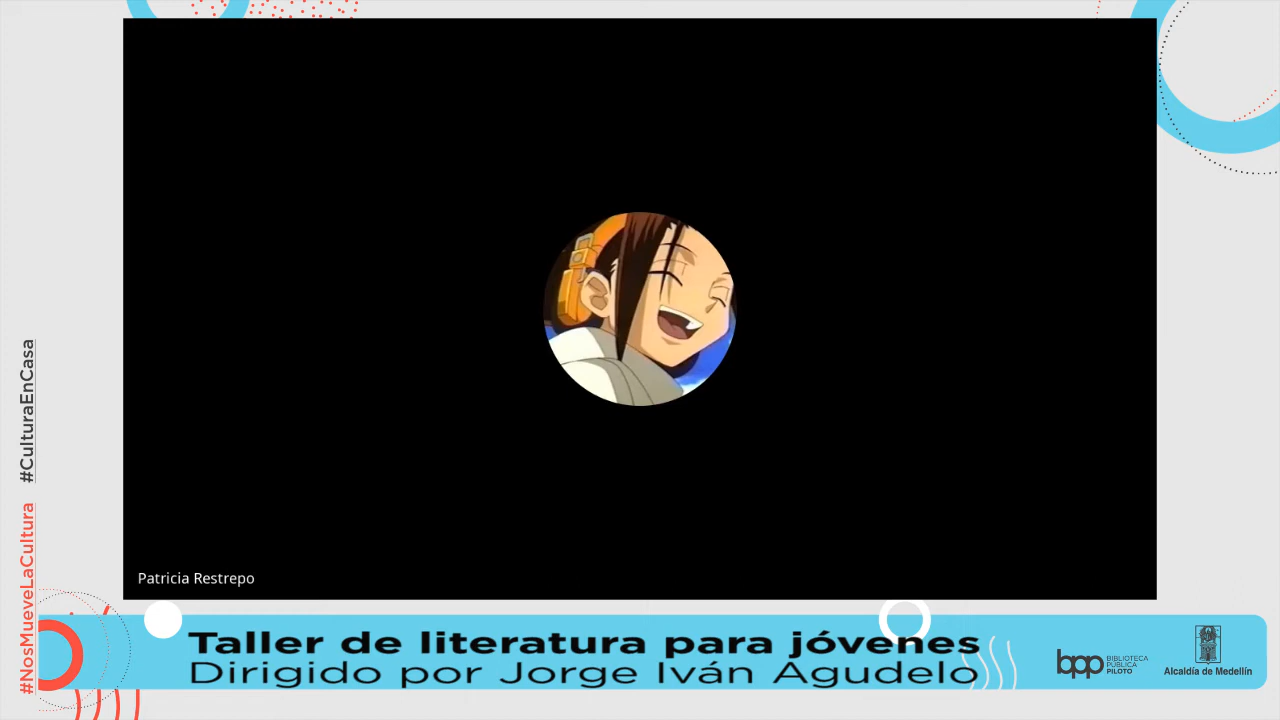 Patricia Restrepo
#NosMueveLaCultura #CulturaEnCasa
Taller de literatura para jóvenes
Dirigido por Jorge Iván Agudelo
bpp
BIBLIOTECA
PÚBLICA
PILOTO
Alcaldía de Medellín